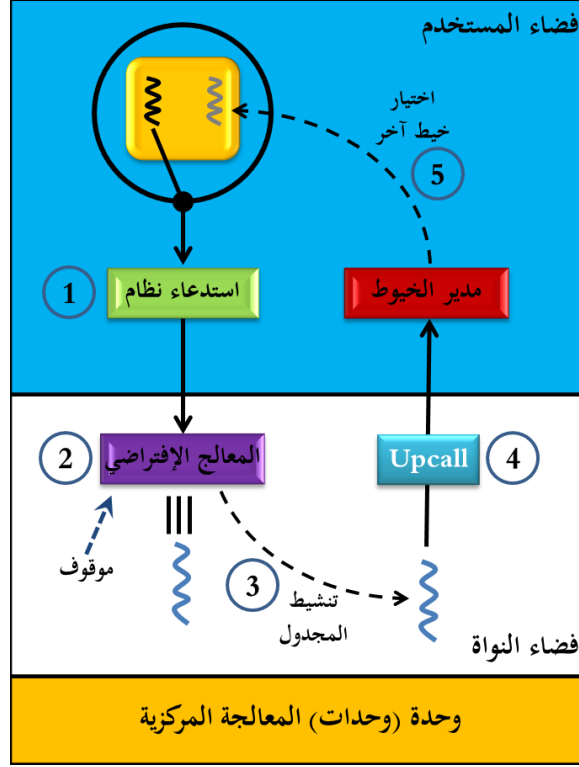 فضاء المستخدم
اختيار
خيط آخر
5
1
استدعاء نظام
مدير الخيوط
2
المعالج الإفتراضي
Upcall
4
موقوف
3
تنشيط
المجدول
فضاء النواة
وحدة (وحدات) المعالجة المركزية